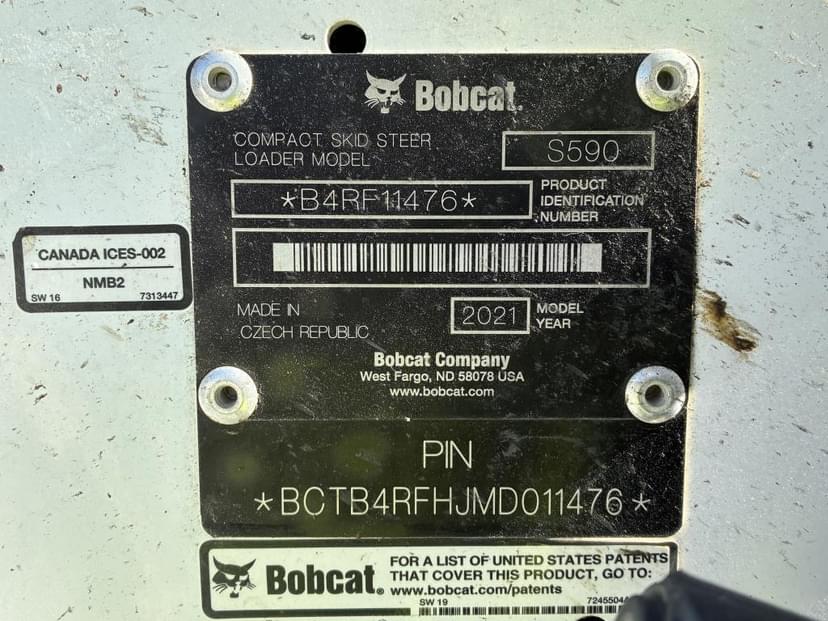 Bobcat.
COMPACT SKID STEER
LOADER MODEL
S590
*B4RF11476*
PRODUCT
IDENTIFICATION
NUMBER
CANADA ICES-002
NMB2
SW 16 7313447
MADE IN
CZECH REPUBLIC
2021
MODEL
YEAR
Bobcat Company
West Fargo, ND 58078 USA
www.bobcat.com
PIN
*BCTB4RFHJMD011476*
Bobcat®
FOR A LIST OF UNITED STATES PATENTS
THAT COVER THIS PRODUCT, GO TO:
www.bobcat.com/patents
SW 19